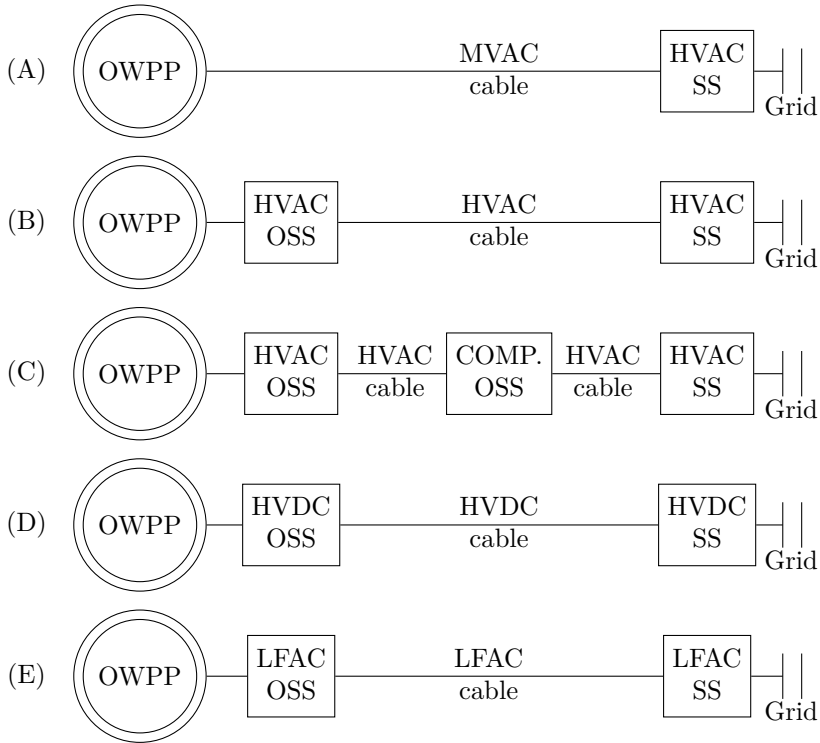 (A) OWPP MVAC cable HVAC SS Grid
(B) OWPP HVAC OSS HVAC cable HVAC SS Grid
(C) OWPP HVAC OSS HVAC cable COMP. OSS HVAC cable HVAC SS Grid
(D) OWPP HVDC OSS HVDC cable HVDC SS Grid
(E) OWPP LFAC OSS LFAC cable LFAC SS Grid